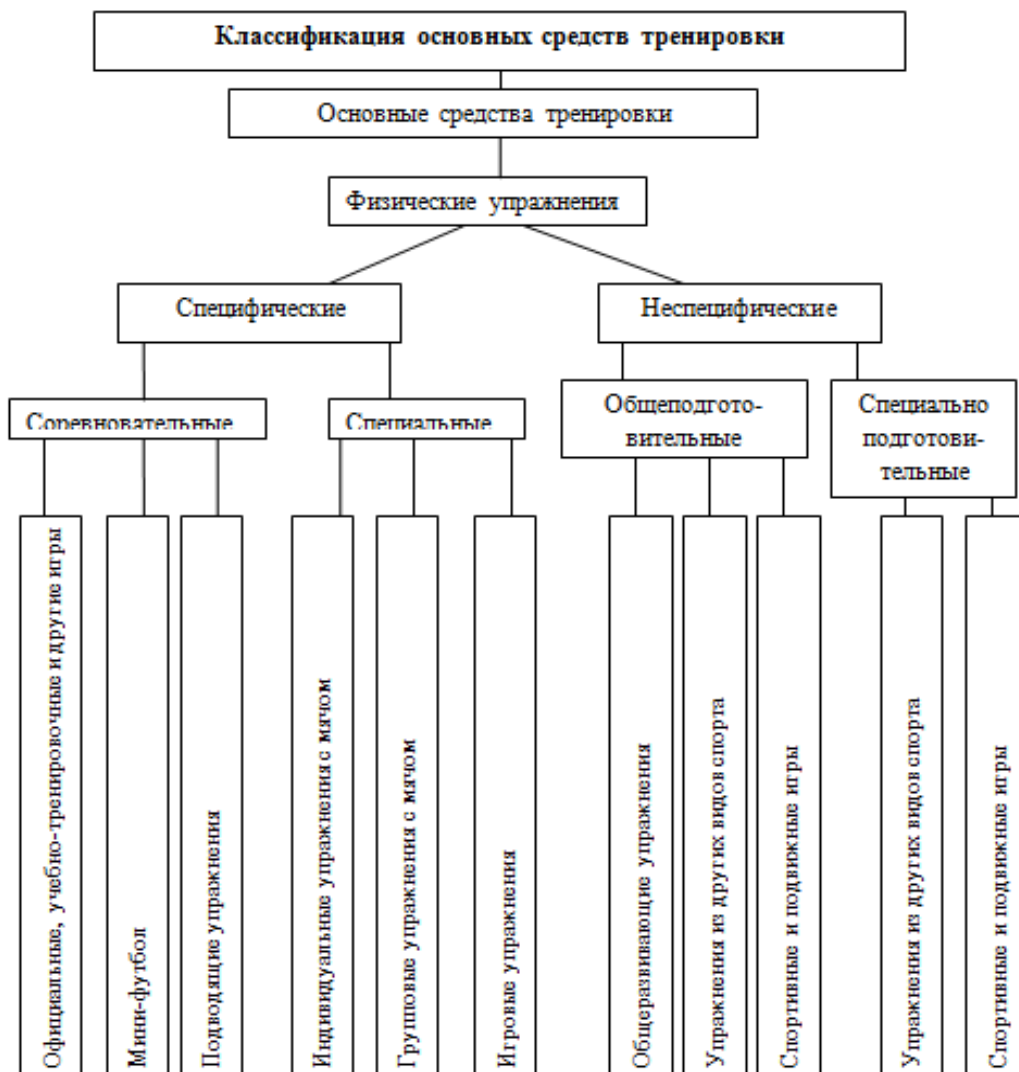 Классификация основных средств тренировки
Основные средства тренировки
Физические упражнения
Специфические
Неспецифические
Соревновательные
Специальные
Общеподгото-
вительные
Специально
подготови-
тельные
Официальные, учебно-тренировочные и другие игры
Мини-футбол
Подводящие упражнения
Индивидуальные упражнения с мячом
Групповые упражнения с мячом
Игровые упражнения
Общеразвивающие упражнения
Упражнения из других видов спорта
Спортивные и подвижные игры
Упражнения из других видов спорта
Спортивные и подвижные игры